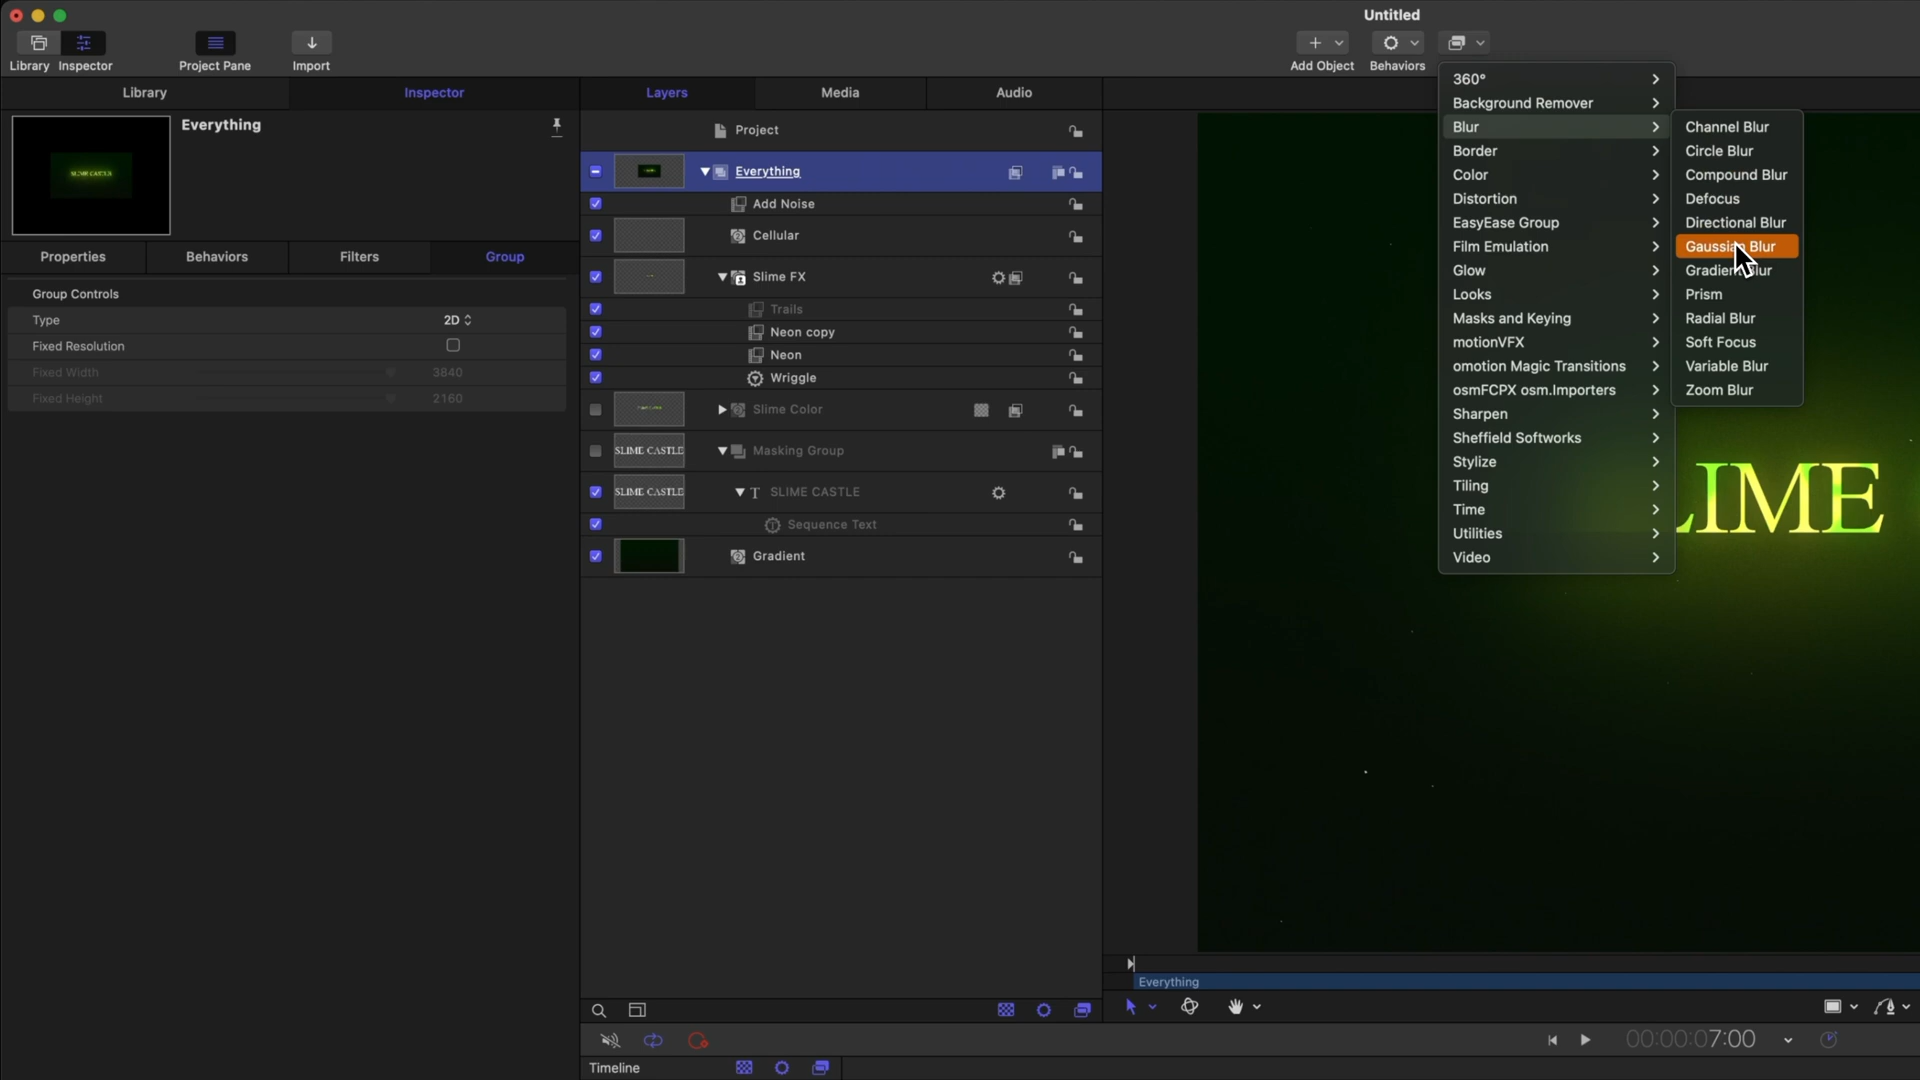 Untitled
Library
Inspector
Project Pane
Import
Add Object
Behaviors
Library
Inspector
Everything
Properties
Behaviors
Filters
Group
Group Controls
Type
2D
Fixed Resolution
Fixed Width
3840
Fixed Height
2160
Layers
Media
Audio
Project
Everything
Add Noise
Cellular
Slime FX
Trails
Neon copy
Neon
Wriggle
Slime Color
SLIME CASTLE
Masking Group
SLIME CASTLE
T SLIME CASTLE
Sequence Text
Gradient
360°
Background Remover
Blur
Border
Color
Distortion
EasyEase Group
Film Emulation
Glow
Looks
Masks and Keying
motionVFX
omotion Magic Transitions
osmFCPX osm.Importers
Sharpen
Sheffield Softworks
Stylize
Tiling
Time
Utilities
Video
Channel Blur
Circle Blur
Compound Blur
Defocus
Directional Blur
Gaussian Blur
Gradient Blur
Prism
Radial Blur
Soft Focus
Variable Blur
Zoom Blur
LIME
Everything
00:00:07:00
Timeline